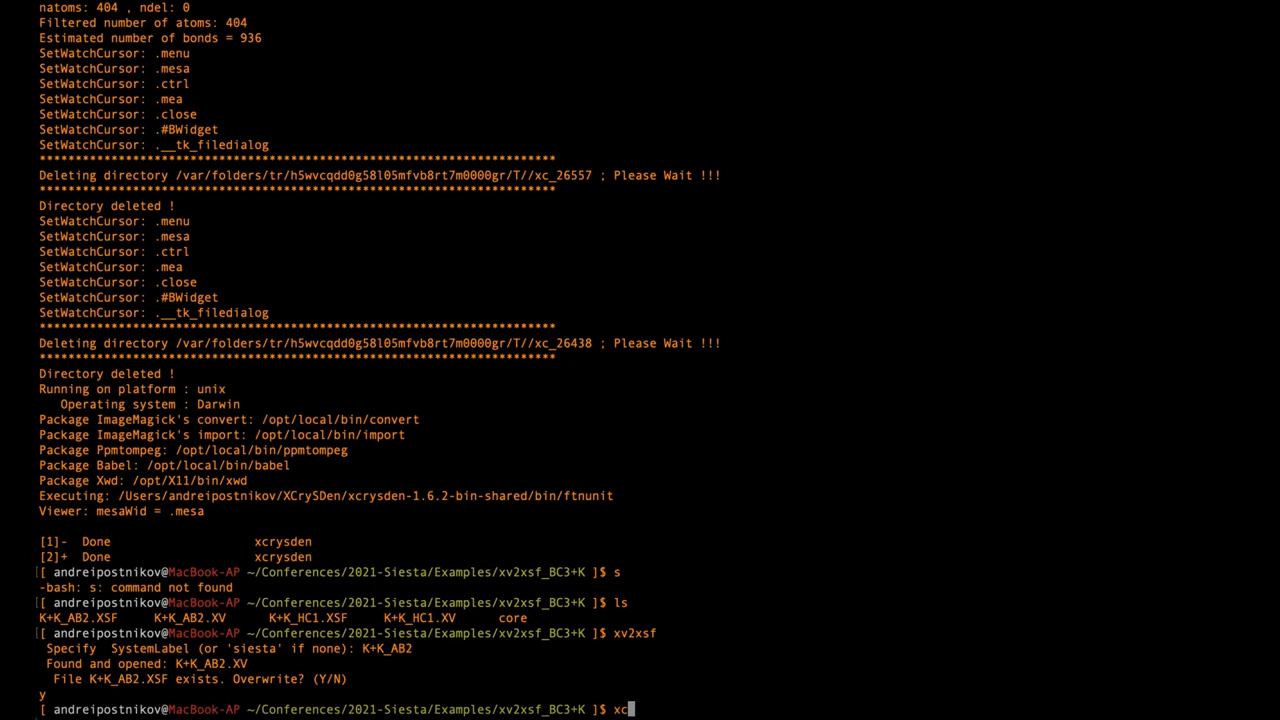 natoms: 404 , ndel: 0
Filtered number of atoms: 404
Estimated number of bonds = 936
SetWatchCursor: .menu
SetWatchCursor: .mesa
SetWatchCursor: .ctrl
SetWatchCursor: .mea
SetWatchCursor: .close
SetWatchCursor: .#BWidget
SetWatchCursor: .__tk_filedialog
************************************************************************
Deleting directory /var/folders/tr/h5wvcqdd0g58l05mfvb8rt7m0000gr/T//xc_26557 ; Please Wait !!!
************************************************************************
Directory deleted !
SetWatchCursor: .menu
SetWatchCursor: .mesa
SetWatchCursor: .ctrl
SetWatchCursor: .mea
SetWatchCursor: .close
SetWatchCursor: .#BWidget
SetWatchCursor: .__tk_filedialog
************************************************************************
Deleting directory /var/folders/tr/h5wvcqdd0g58l05mfvb8rt7m0000gr/T//xc_26438 ; Please Wait !!!
************************************************************************
Directory deleted !
Running on platform : unix
Operating system : Darwin
Package ImageMagick's convert: /opt/local/bin/convert
Package ImageMagick's import: /opt/local/bin/import
Package Ppmtompeg: /opt/local/bin/ppmtompeg
Package Babel: /opt/local/bin/babel
Package Xwd: /opt/X11/bin/xwd
Executing: /Users/andreipostnikov/XCrySDen/xcrysden-1.6.2-bin-shared/bin/ftnunit
Viewer: mesaWid = .mesa
[1]- Done xcrysden
[2]+ Done xcrysden
[[ andreipostnikov@MacBook-AP ~/Conferences/2021-Siesta/Examples/xv2xsf_BC3+K ]$ s
-bash: s: command not found
[[ andreipostnikov@MacBook-AP ~/Conferences/2021-Siesta/Examples/xv2xsf_BC3+K ]$ ls
K+K_AB2.XSF K+K_AB2.XV K+K_HC1.XSF K+K_HC1.XV core
[[ andreipostnikov@MacBook-AP ~/Conferences/2021-Siesta/Examples/xv2xsf_BC3+K ]$ xv2xsf
Specify SystemLabel (or 'siesta' if none): K+K_AB2
Found and opened: K+K_AB2.XV
File K+K_AB2.XSF exists. Overwrite? (Y/N)
y
[ andreipostnikov@MacBook-AP ~/Conferences/2021-Siesta/Examples/xv2xsf_BC3+K ]$ xc